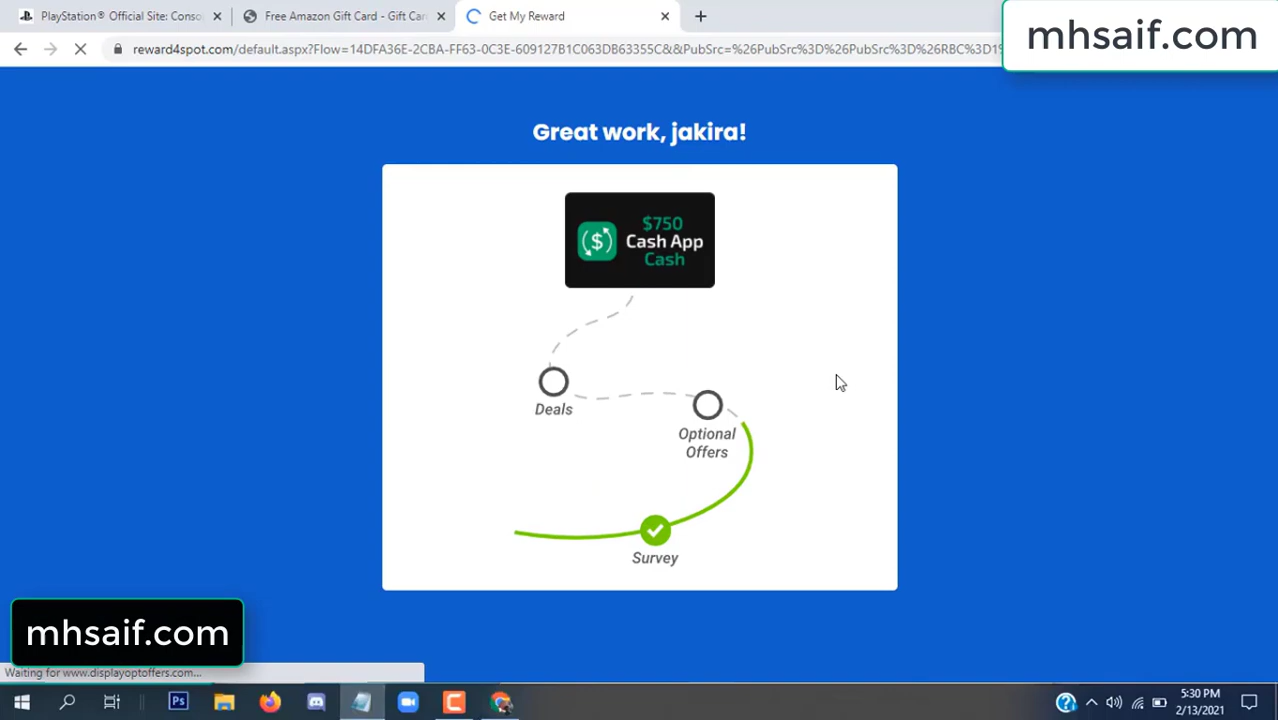 PlayStation® Official Site: Conso
Free Amazon Gift Card - Gift Car
Get My Reward
mhsaif.com
reward4spot.com/default.aspx?Flow=14DFA36E-2CBA-FF63-0C3E-609127B1C063DB63355C&&PubSrc=%26PubSrc%3D%26PubSrc%3D%26RBC%3D1%
Great work, jakira!
$750
Cash App
Cash
Deals
Optional
Offers
Survey
mhsaif.com
Waiting for www.displayoptoffers.com...
5:30 PM
2/13/2021